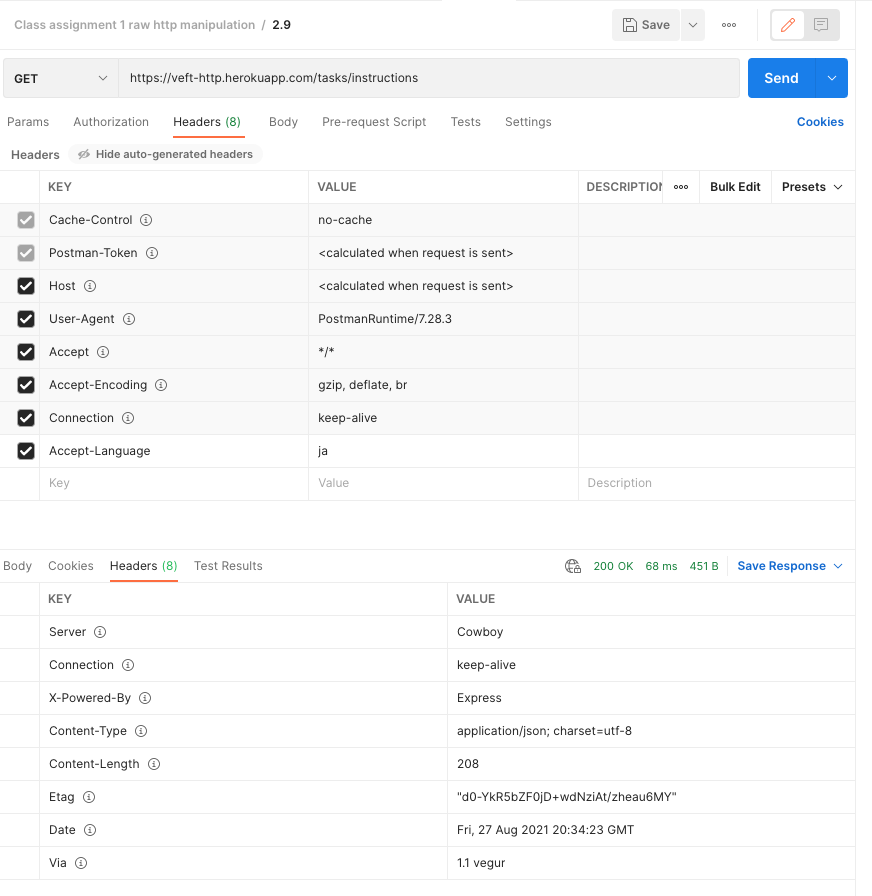 Class assignment 1 raw http manipulation / 2.9 Save
GET https://veft-http.herokuapp.com/tasks/instructions Send
Params Authorization Headers (8) Body Pre-request Script Tests Settings Cookies
Headers Hide auto-generated headers
KEY VALUE DESCRIPTION Bulk Edit Presets
Cache-Control no-cache
Postman-Token <calculated when request is sent>
Host <calculated when request is sent>
User-Agent PostmanRuntime/7.28.3
Accept */*
Accept-Encoding gzip, deflate, br
Connection keep-alive
Accept-Language ja
Key Value Description
Body Cookies Headers (8) Test Results 200 OK 68 ms 451 B Save Response
KEY VALUE
Server Cowboy
Connection keep-alive
X-Powered-By Express
Content-Type application/json; charset=utf-8
Content-Length 208
Etag "d0-YkR5bZF0jD+wdNziAt/zheau6MY"
Date Fri, 27 Aug 2021 20:34:23 GMT
Via 1.1 vegur